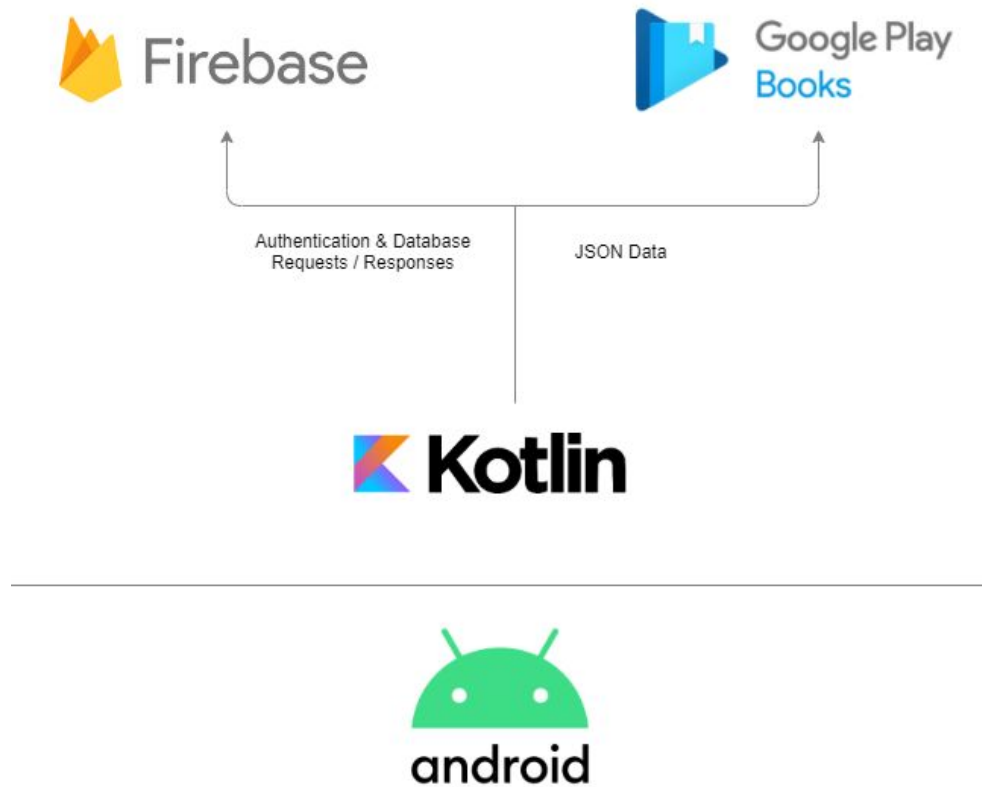 Firebase
Google Play
Books
Authentication & Database
Requests / Responses
JSON Data
Kotlin
android